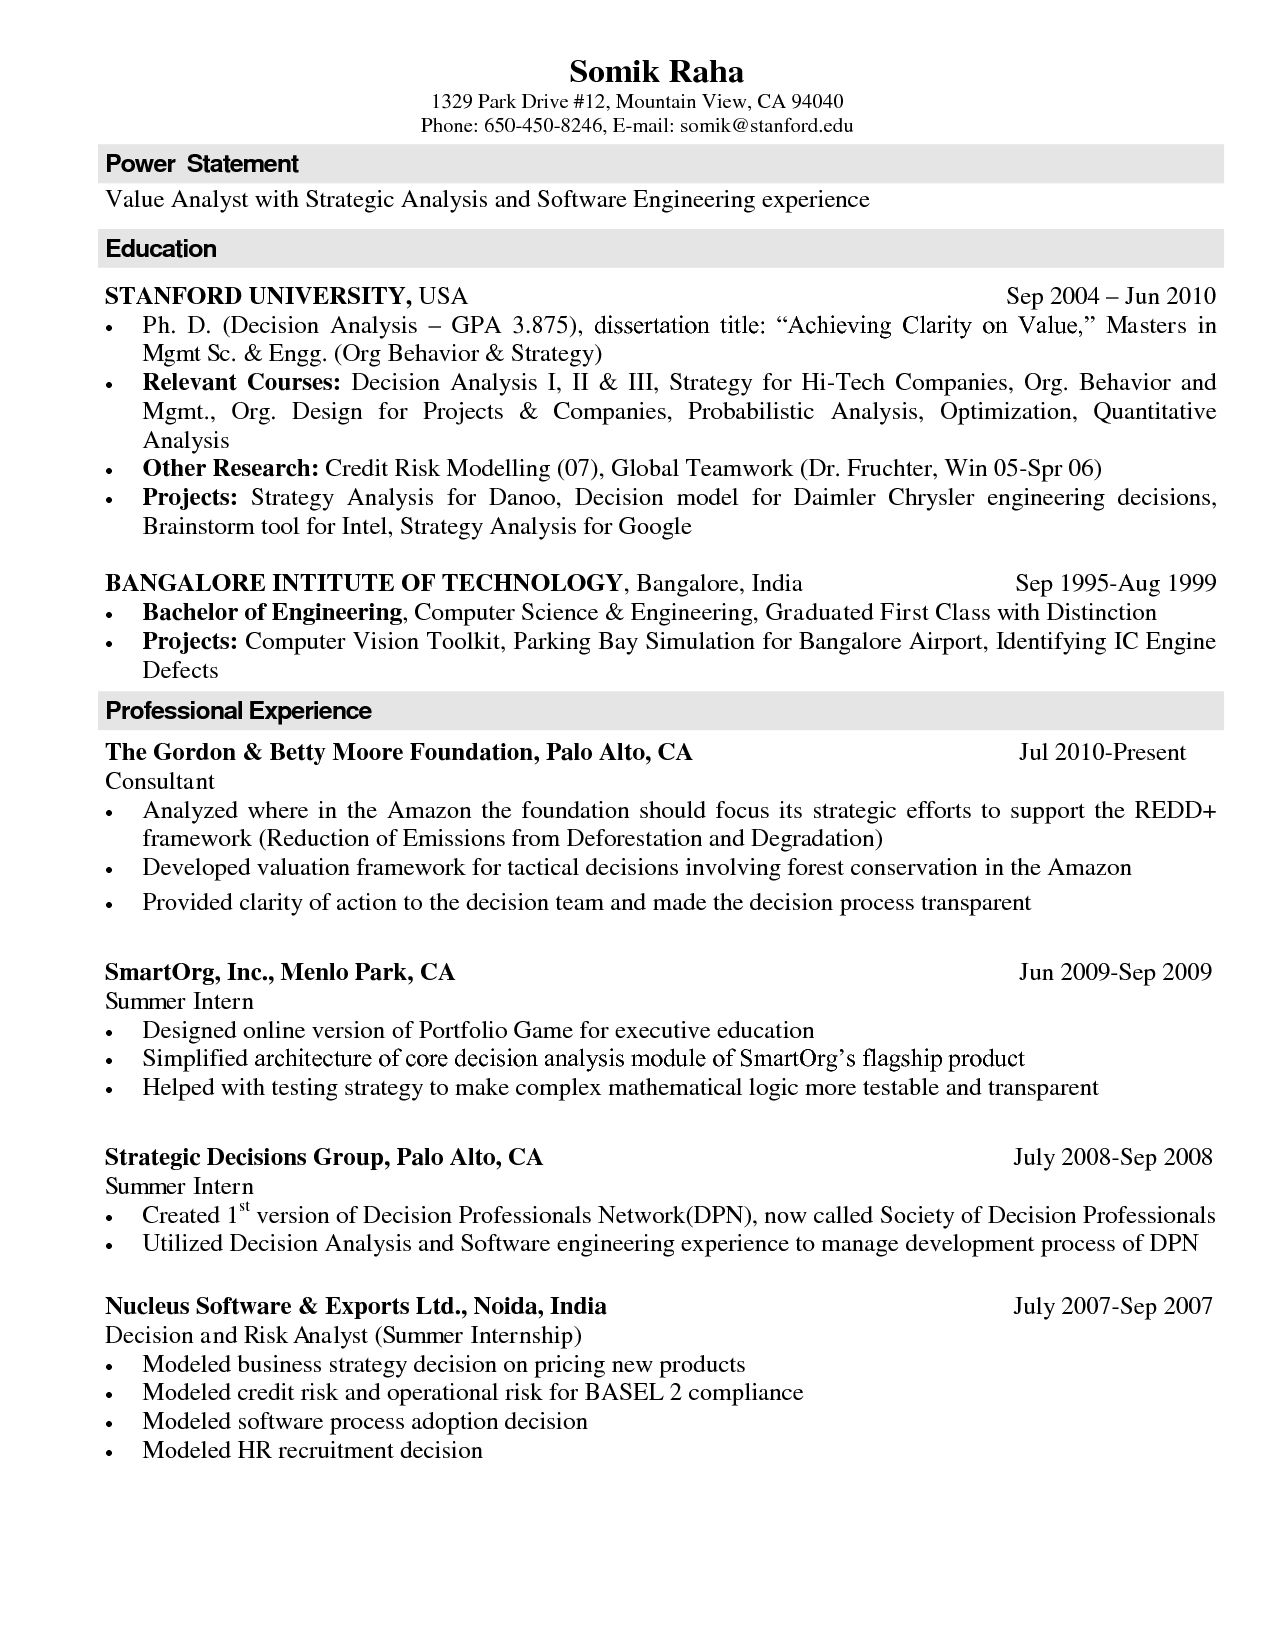 Somik Raha
1329 Park Drive #12, Mountain View, CA 94040
Phone: 650-450-8246, E-mail: somik@stanford.edu
Power Statement
Value Analyst with Strategic Analysis and Software Engineering experience
Education
STANFORD UNIVERSITY, USA Sep 2004 – Jun 2010
• Ph. D. (Decision Analysis – GPA 3.875), dissertation title: “Achieving Clarity on Value,” Masters in
Mgmt Sc. & Engg. (Org Behavior & Strategy)
• Relevant Courses: Decision Analysis I, II & III, Strategy for Hi-Tech Companies, Org. Behavior and
Mgmt., Org. Design for Projects & Companies, Probabilistic Analysis, Optimization, Quantitative
Analysis
• Other Research: Credit Risk Modelling (07), Global Teamwork (Dr. Fruchter, Win 05-Spr 06)
• Projects: Strategy Analysis for Danoo, Decision model for Daimler Chrysler engineering decisions,
Brainstorm tool for Intel, Strategy Analysis for Google
BANGALORE INTITUTE OF TECHNOLOGY, Bangalore, India Sep 1995-Aug 1999
• Bachelor of Engineering, Computer Science & Engineering, Graduated First Class with Distinction
• Projects: Computer Vision Toolkit, Parking Bay Simulation for Bangalore Airport, Identifying IC Engine
Defects
Professional Experience
The Gordon & Betty Moore Foundation, Palo Alto, CA Jul 2010-Present
Consultant
• Analyzed where in the Amazon the foundation should focus its strategic efforts to support the REDD+
framework (Reduction of Emissions from Deforestation and Degradation)
• Developed valuation framework for tactical decisions involving forest conservation in the Amazon
• Provided clarity of action to the decision team and made the decision process transparent
SmartOrg, Inc., Menlo Park, CA Jun 2009-Sep 2009
Summer Intern
• Designed online version of Portfolio Game for executive education
• Simplified architecture of core decision analysis module of SmartOrg’s flagship product
• Helped with testing strategy to make complex mathematical logic more testable and transparent
Strategic Decisions Group, Palo Alto, CA July 2008-Sep 2008
Summer Intern
• Created 1st version of Decision Professionals Network(DPN), now called Society of Decision Professionals
• Utilized Decision Analysis and Software engineering experience to manage development process of DPN
Nucleus Software & Exports Ltd., Noida, India July 2007-Sep 2007
Decision and Risk Analyst (Summer Internship)
• Modeled business strategy decision on pricing new products
• Modeled credit risk and operational risk for BASEL 2 compliance
• Modeled software process adoption decision
• Modeled HR recruitment decision